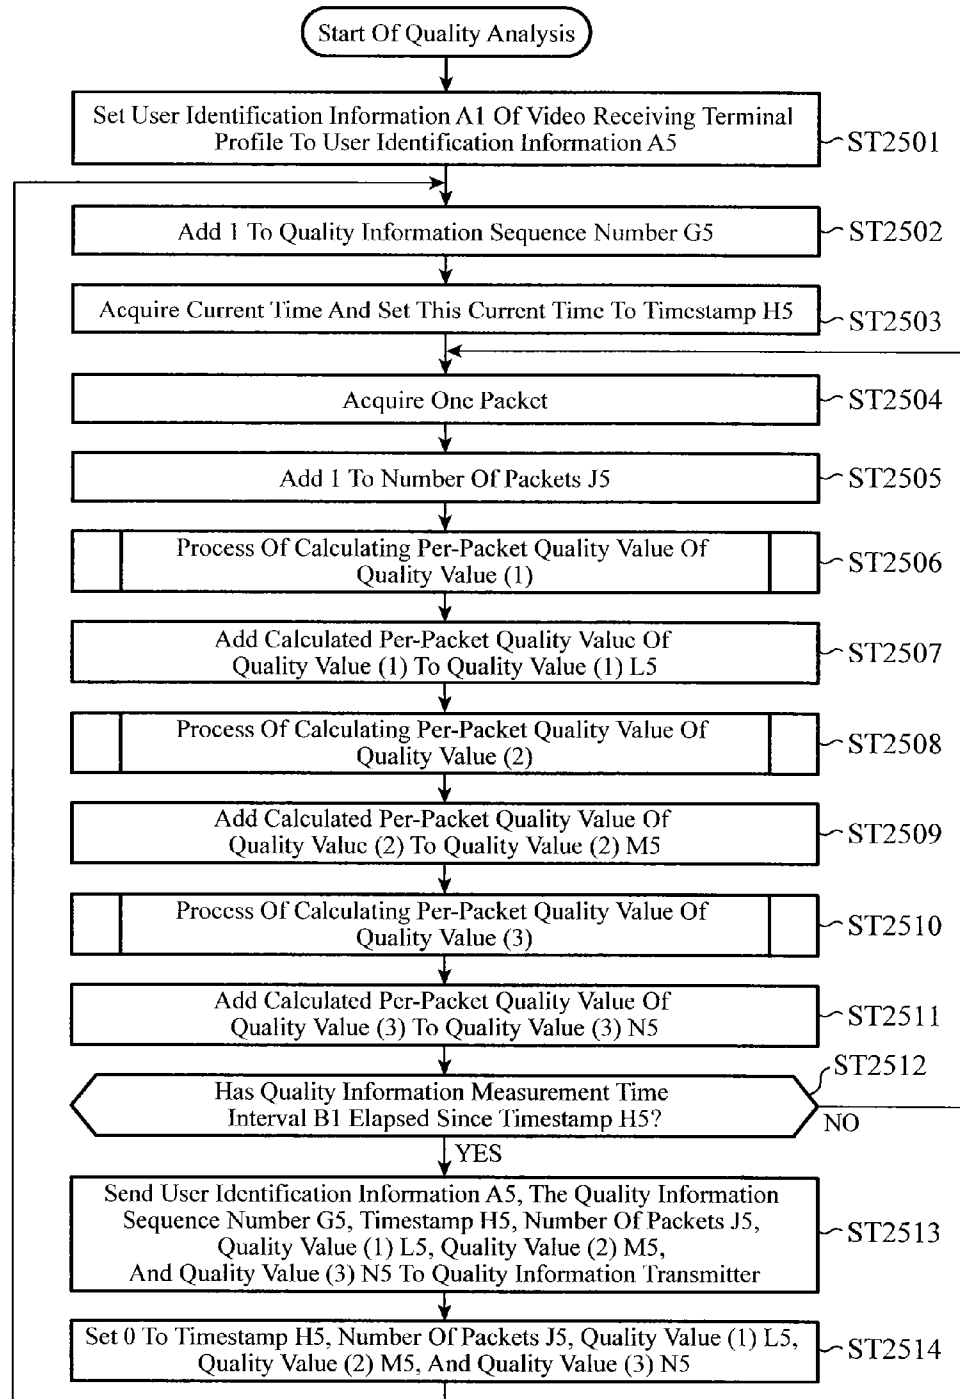 Start Of Quality Analysis
Set User Identification Information A1 Of Video Receiving Terminal
Profile To User Identification Information A5
ST2501
Add 1 To Quality Information Sequence Number G5
ST2502
Acquire Current Time And Set This Current Time To Timestamp H5
ST2503
Acquire One Packet
ST2504
Add 1 To Number Of Packets J5
ST2505
Process Of Calculating Per-Packet Quality Value Of
Quality Value (1)
ST2506
Add Calculated Per-Packet Quality Value Of
Quality Value (1) To Quality Value (1) L5
ST2507
Process Of Calculating Per-Packet Quality Value Of
Quality Value (2)
ST2508
Add Calculated Per-Packet Quality Value Of
Quality Value (2) To Quality Value (2) M5
ST2509
Process Of Calculating Per-Packet Quality Value Of
Quality Value (3)
ST2510
Add Calculated Per-Packet Quality Value Of
Quality Value (3) To Quality Value (3) N5
ST2511
Has Quality Information Measurement Time
Interval B1 Elapsed Since Timestamp H5?
ST2512
NO
YES
Send User Identification Information A5, The Quality Information
Sequence Number G5, Timestamp H5, Number Of Packets J5,
Quality Value (1) L5, Quality Value (2) M5,
And Quality Value (3) N5 To Quality Information Transmitter
ST2513
Set 0 To Timestamp H5, Number Of Packets J5, Quality Value (1) L5,
Quality Value (2) M5, And Quality Value (3) N5
ST2514